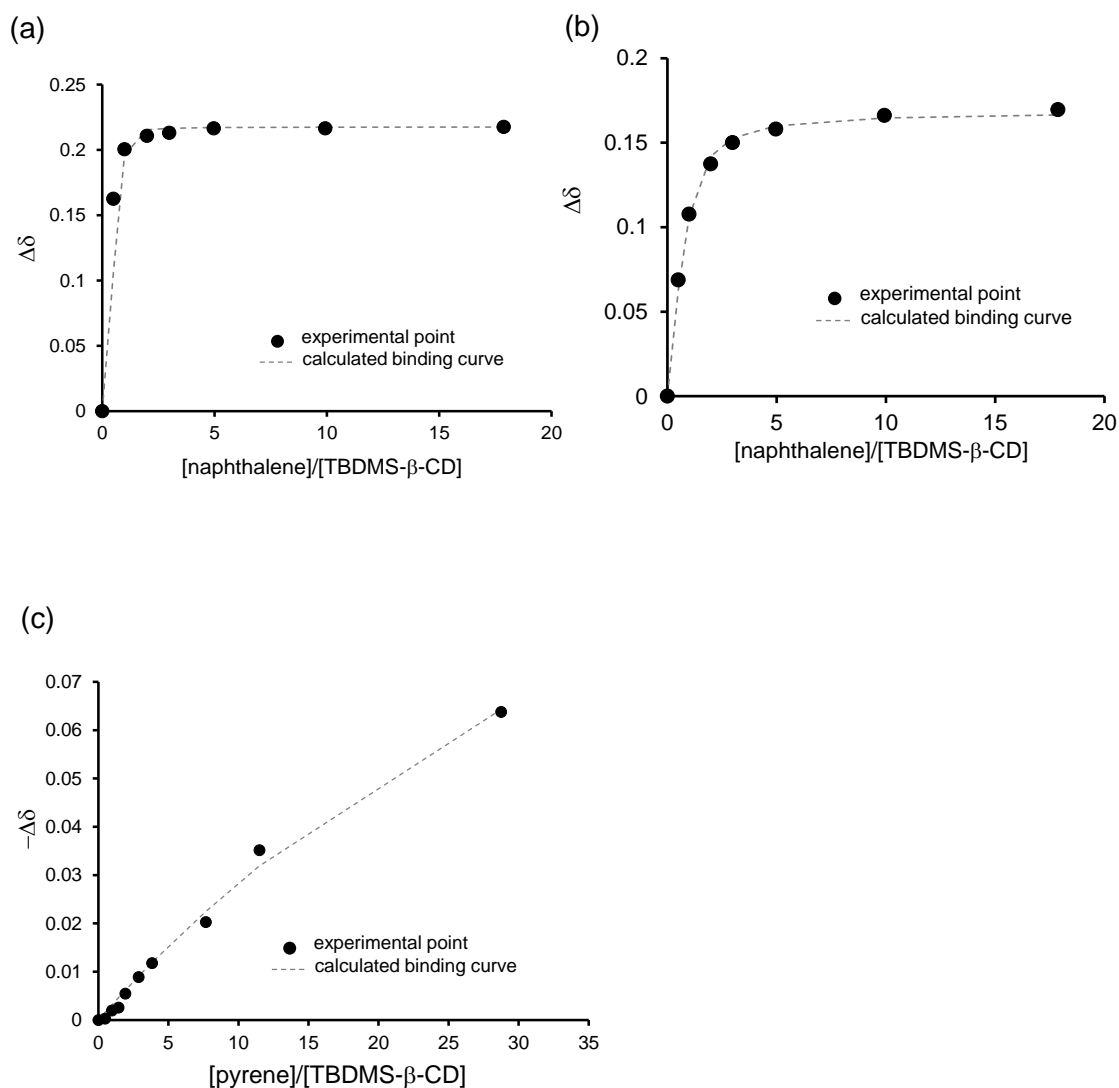 (a)
0.25
0.2
0.15
0.1
0.05
0
Δδ
0 5 10 15 20
[naphthalene]/[TBDMS-β-CD]
experimental point
calculated binding curve
(b)
0.2
0.15
0.1
0.05
0
Δδ
0 5 10 15 20
[naphthalene]/[TBDMS-β-CD]
experimental point
calculated binding curve
(c)
0.07
0.06
0.05
0.04
0.03
0.02
0.01
0
−Δδ
0 5 10 15 20 25 30 35
[pyrene]/[TBDMS-β-CD]
experimental point
calculated binding curve